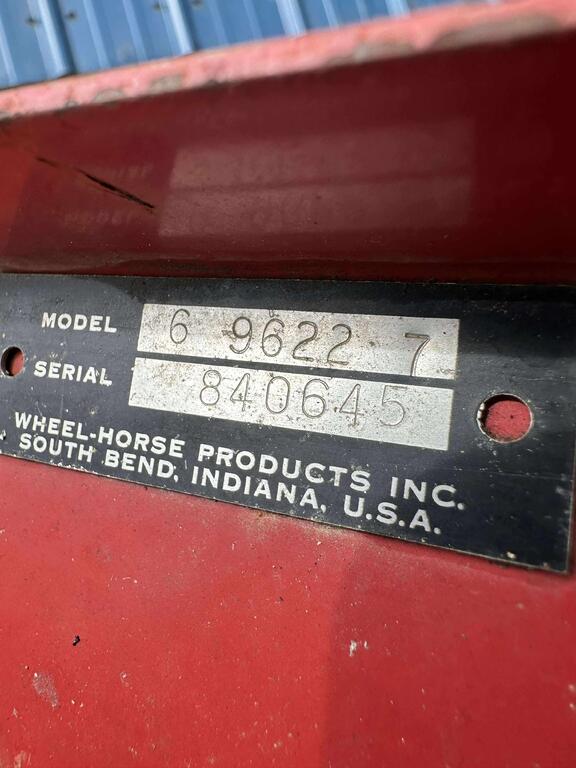 MODEL 6 9622 7
SERIAL 840645
WHEEL-HORSE PRODUCTS INC.
SOUTH BEND, INDIANA, U.S.A.